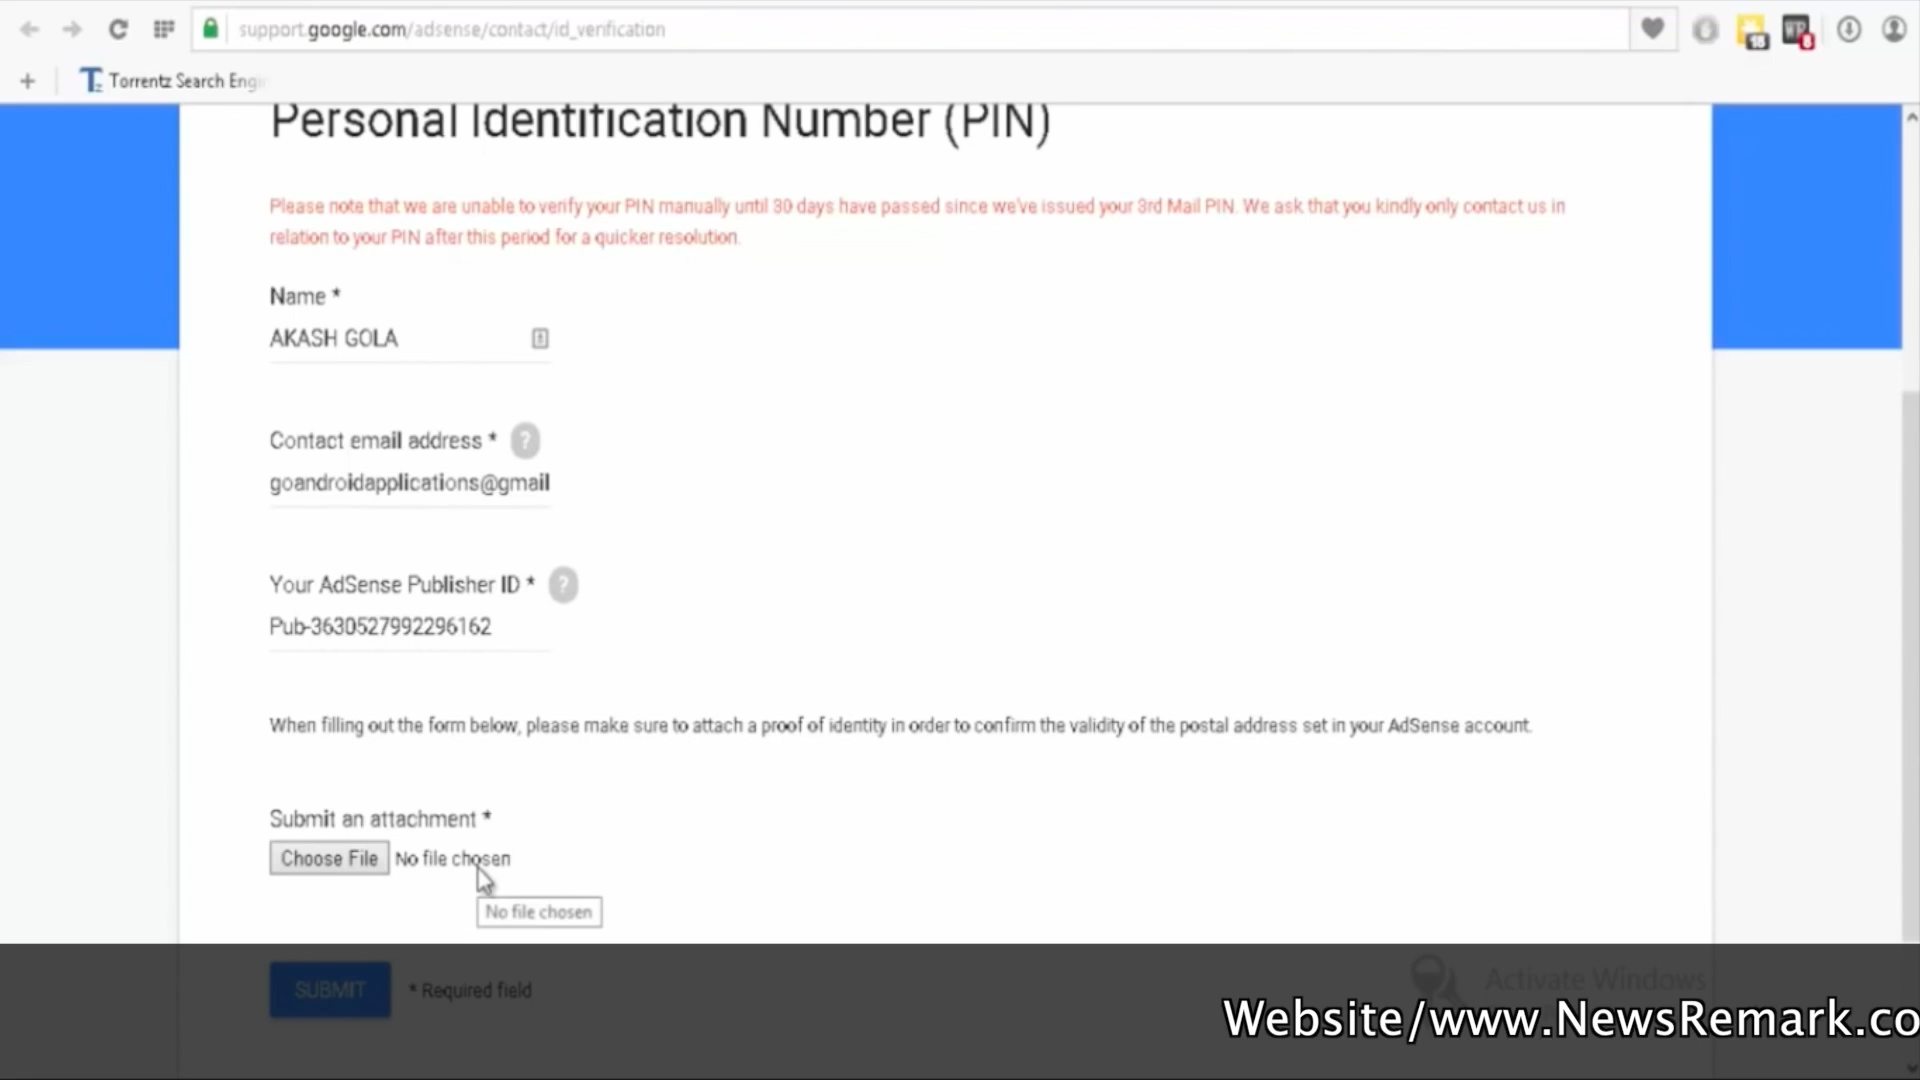 support.google.com/adsense/contact/id_verification
18
8
Torrentz Search Engi
Personal Identification Number (PIN)
Please note that we are unable to verify your PIN manually until 30 days have passed since we've issued your 3rd Mail PIN. We ask that you kindly only contact us in
relation to your PIN after this period for a quicker resolution.
Name *
AKASH GOLA
Contact email address * ?
goandroidapplications@gmail
Your AdSense Publisher ID * ?
Pub-3630527992296162
When filling out the form below, please make sure to attach a proof of identity in order to confirm the validity of the postal address set in your AdSense account.
Submit an attachment *
Choose File No file chosen
No file chosen
SUBMIT * Required field
Activate Windows
Website/www.NewsRemark.co